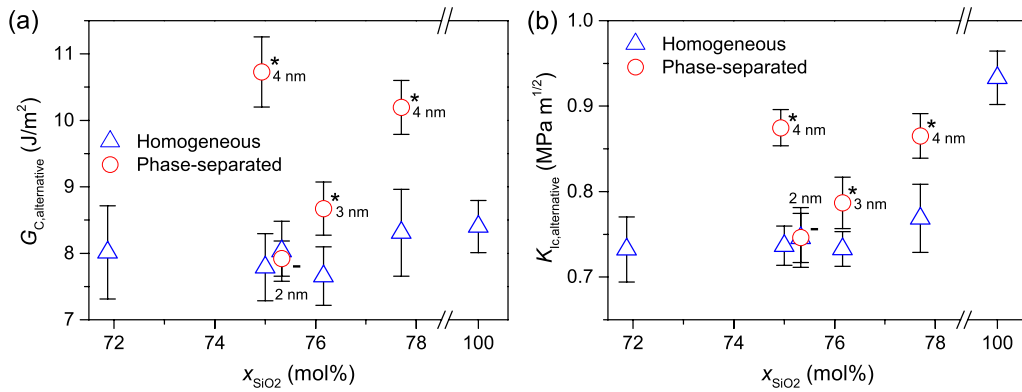 (a)
11
10
9
8
7
G_C,alternative (J/m²)
Homogeneous
Phase-separated
* 4 nm
* 4 nm
* 3 nm
- 2 nm
72 74 76 78 100
x_SiO2 (mol%)
(b)
1.0
0.9
0.8
0.7
K_Ic,alternative (MPa m^1/2)
Homogeneous
Phase-separated
* 4 nm
* 4 nm
2 nm -
* 3 nm
72 74 76 78 100
x_SiO2 (mol%)